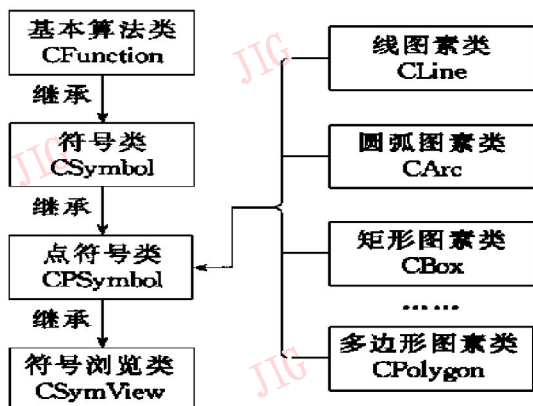 基本算法类
CFunction
继承
符号类
CSymbol
继承
点符号类
CPSymbol
继承
符号浏览类
CSymView
线图素类
CLine
圆弧图素类
CArc
矩形图素类
CBox
……
多边形图素类
CPolygon
JIG
JIG
JIG